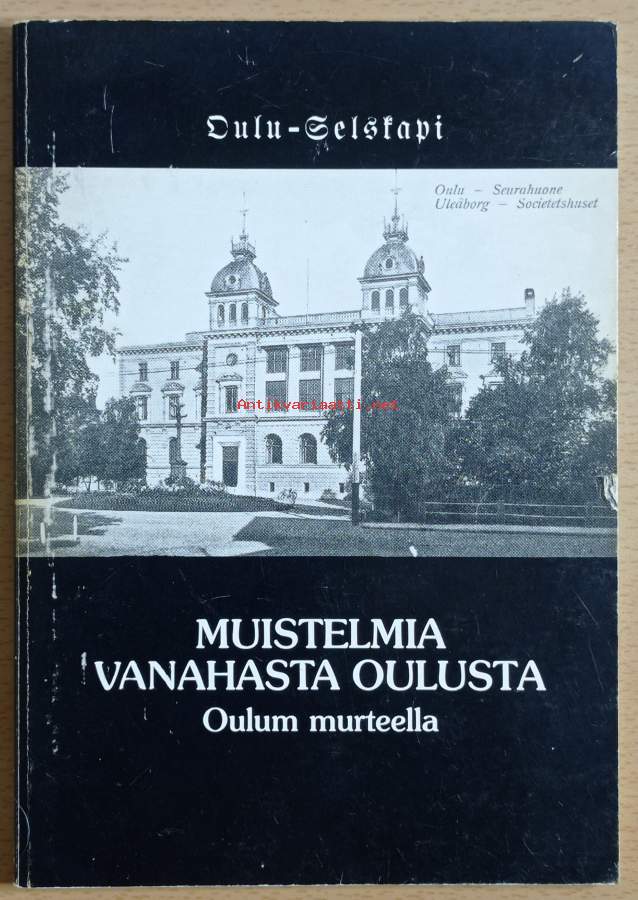 Oulu-Selskapi
Oulu – Seurahuone
Uleåborg – Societetshuset
Antikvariaatti.net
MUISTELMIA
VANAHASTA OULUSTA
Oulum murteella